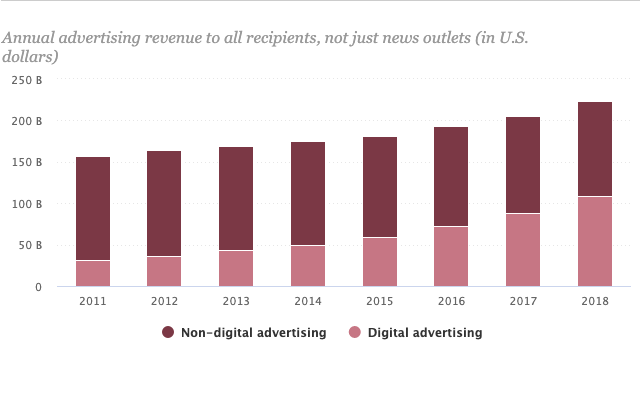 Annual advertising revenue to all recipients, not just news outlets (in U.S.
dollars)
250 B
200 B
150 B
100 B
50 B
0
2011 2012 2013 2014 2015 2016 2017 2018
Non-digital advertising Digital advertising